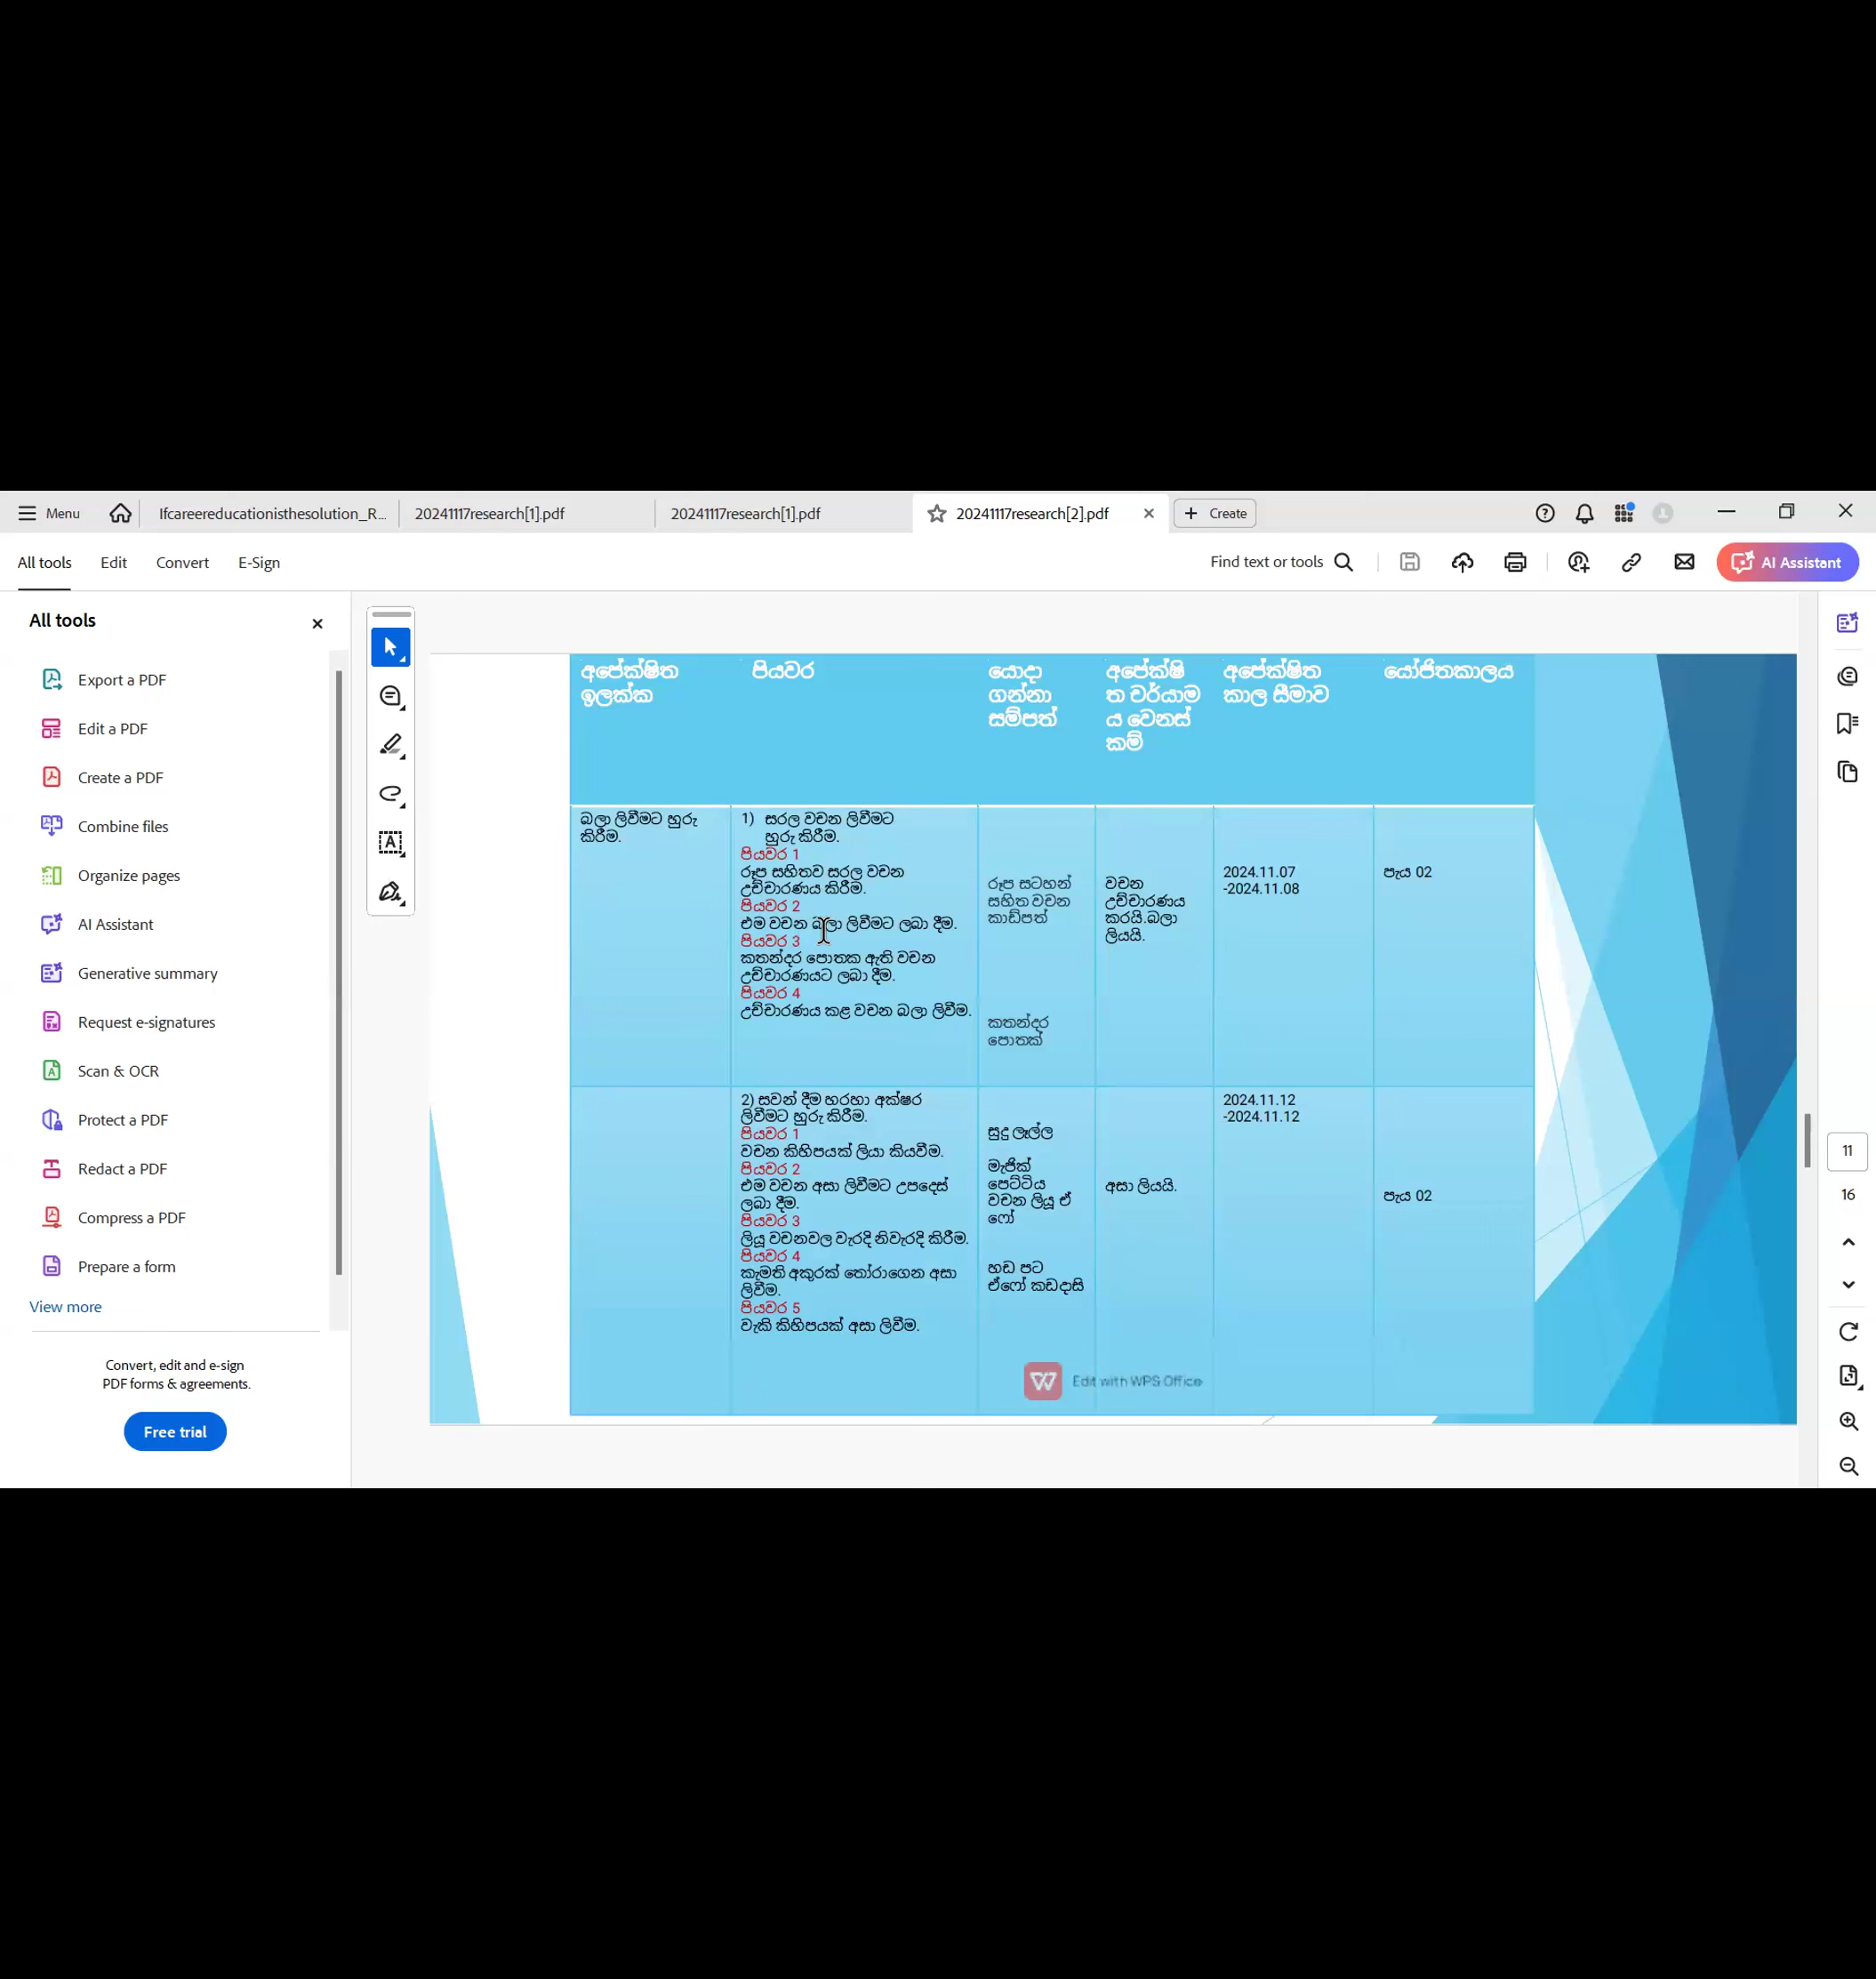 Menu
lfcareereducationisthesolution_R...
20241117research[1].pdf
20241117research[1].pdf
20241117research[2].pdf
Create
All tools
Edit
Convert
E-Sign
Find text or tools
AI Assistant
All tools
Export a PDF
Edit a PDF
Create a PDF
Combine files
Organize pages
AI Assistant
Generative summary
Request e-signatures
Scan & OCR
Protect a PDF
Redact a PDF
Compress a PDF
Prepare a form
View more
Convert, edit and e-sign
PDF forms & agreements.
Free trial
අපේක්ෂිත
ඉලක්ක
පියවර
යොදා
ගන්නා
සම්පත්
අපේක්ෂි
ත චර්යාම
ය වෙනස්
කම්
අපේක්ෂිත
කාල සීමාව
යෝජිතකාලය
බලා ලිවීමට හුරු
කිරීම.
1) සරල වචන ලිවීමට
හුරු කිරීම.
පියවර 1
රූප සහිතව සරල වචන
උච්චාරණය කිරීම.
පියවර 2
එම වචන බලා ලිවීමට ලබා දීම.
පියවර 3
කතන්දර පොතක ඇති වචන
උච්චාරණයට ලබා දීම.
පියවර 4
උච්චාරණය කළ වචන බලා ලිවීම.
රූප සටහන්
සහිත වචන
කාඩ්පත්
කතන්දර
පොතක්
වචන
උච්චාරණය
කරයි.බලා
ලියයි.
2024.11.07
-2024.11.08
පැය 02
2) සවන් දීම හරහා අක්ෂර
ලිවීමට හුරු කිරීම.
පියවර 1
වචන කිහිපයක් ලියා කියවීම.
පියවර 2
එම වචන අසා ලිවීමට උපදෙස්
ලබා දීම.
පියවර 3
ලියූ වචනවල වැරදි නිවැරදි කිරීම.
පියවර 4
කැමති අකුරක් තෝරාගෙන අසා
ලිවීම.
පියවර 5
වැකි කිහිපයක් අසා ලිවීම.
සුදු ලෑල්ල
මැජික්
පෙට්ටිය
වචන ලියූ ඒ
ෆෝ
හඩ පට
ඒෆෝ කඩදාසි
අසා ලියයි.
2024.11.12
-2024.11.12
පැය 02
Edit with WPS Office
11
16